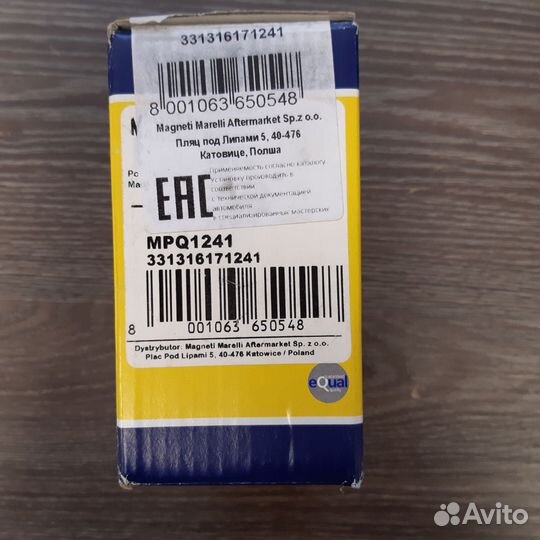 331316171241
8 001063 650548
Magneti Marelli Aftermarket Sp.z o.o.
Пляц под Липами 5, 40-476
Катовице, Полша
EAC
Применяемость согласно каталогу
Установку производить в
соответствии
с технической документацией
автомобиля
в специализированных мастерских
Po
Ma
MPQ1241
331316171241
8 001063 650548
Dystrybutor: Magneti Marelli Aftermarket Sp. z o.o.
Plac Pod Lipami 5, 40-476 Katowice / Poland
eQual
Avito